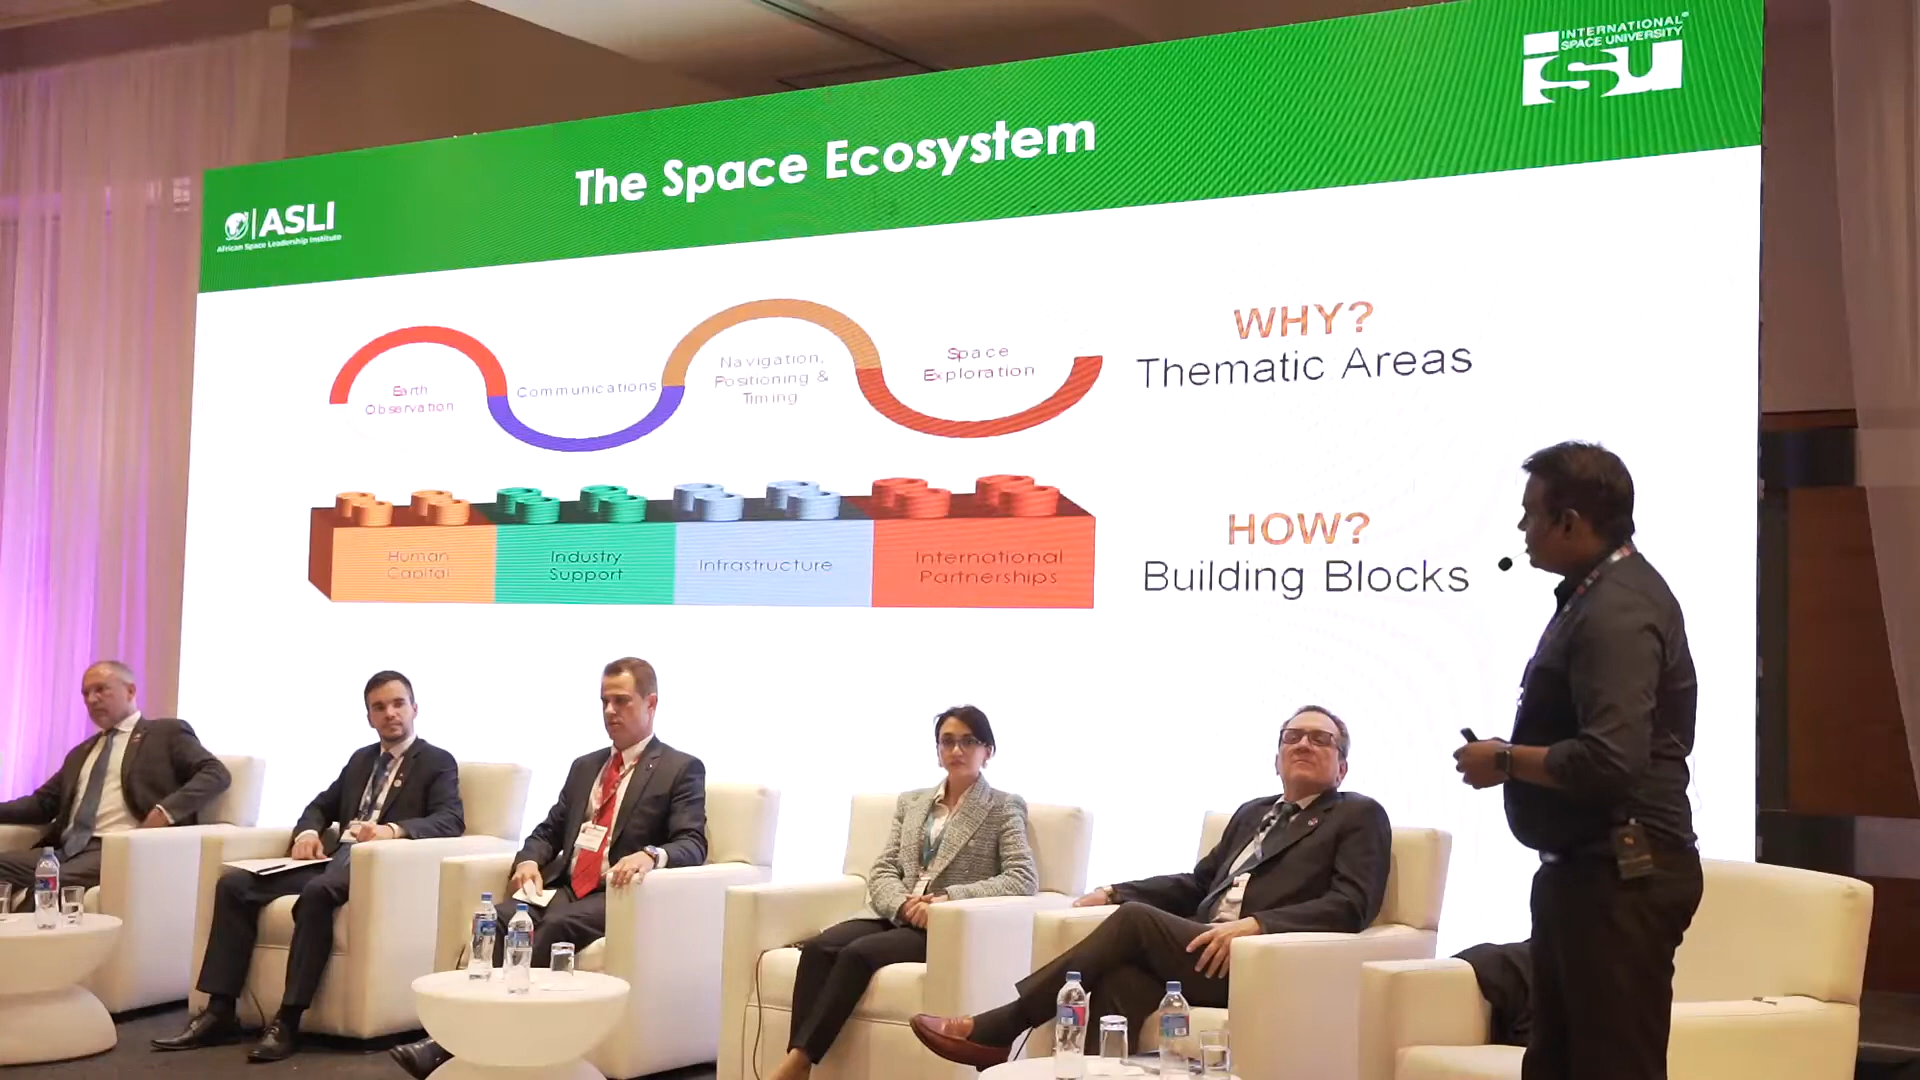 INTERNATIONAL
SPACE UNIVERSITY
isu
The Space Ecosystem
ASLI
African Space Leadership Institute
WHY?
Thematic Areas
Earth
Observation
Communications
Navigation,
Positioning &
Timing
Space
Exploration
HOW?
Building Blocks
Human
Capital
Industry
Support
Infrastructure
International
Partnerships